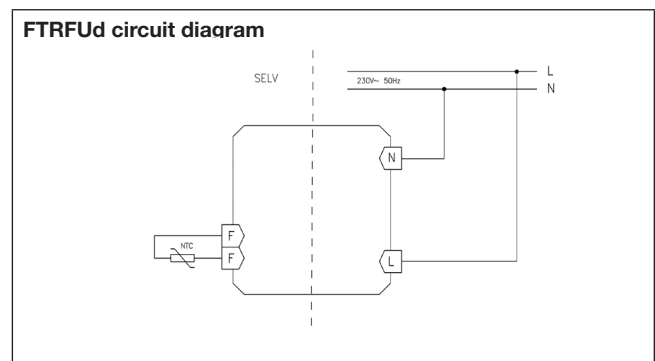 FTRFUd circuit diagram
SELV
230V~ 50Hz
L
N
N
F
NTC
F
L